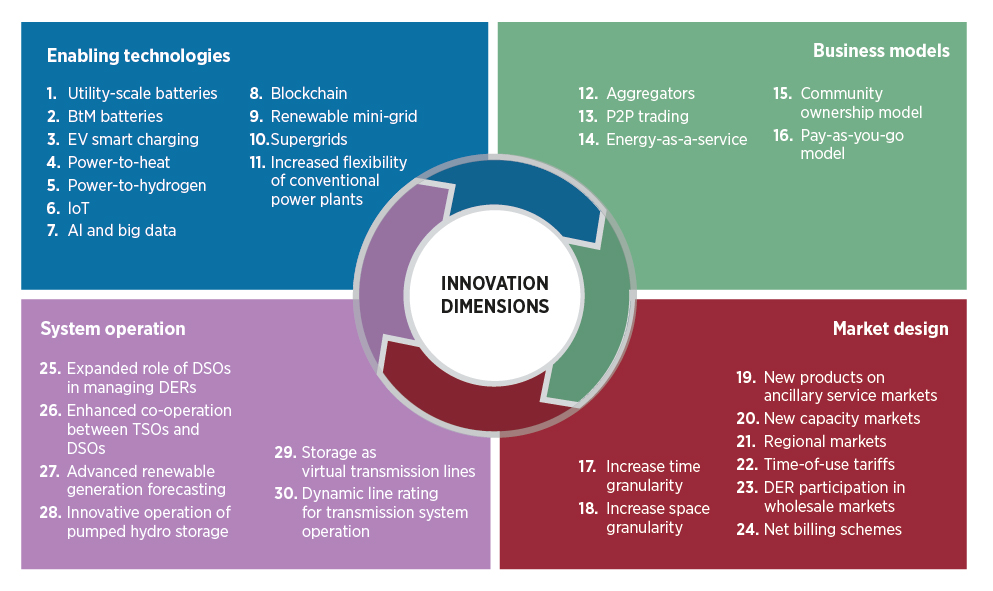 Enabling technologies
1. Utility-scale batteries
2. BtM batteries
3. EV smart charging
4. Power-to-heat
5. Power-to-hydrogen
6. IoT
7. AI and big data
8. Blockchain
9. Renewable mini-grid
10.Supergrids
11. Increased flexibility
of conventional
power plants
Business models
12. Aggregators
13. P2P trading
14. Energy-as-a-service
15. Community
ownership model
16. Pay-as-you-go
model
INNOVATION
DIMENSIONS
System operation
25. Expanded role of DSOs
in managing DERs
26. Enhanced co-operation
between TSOs and
DSOs
27. Advanced renewable
generation forecasting
28. Innovative operation of
pumped hydro storage
29. Storage as
virtual transmission lines
30. Dynamic line rating
for transmission system
operation
Market design
17. Increase time
granularity
18. Increase space
granularity
19. New products on
ancillary service markets
20. New capacity markets
21. Regional markets
22. Time-of-use tariffs
23. DER participation in
wholesale markets
24. Net billing schemes